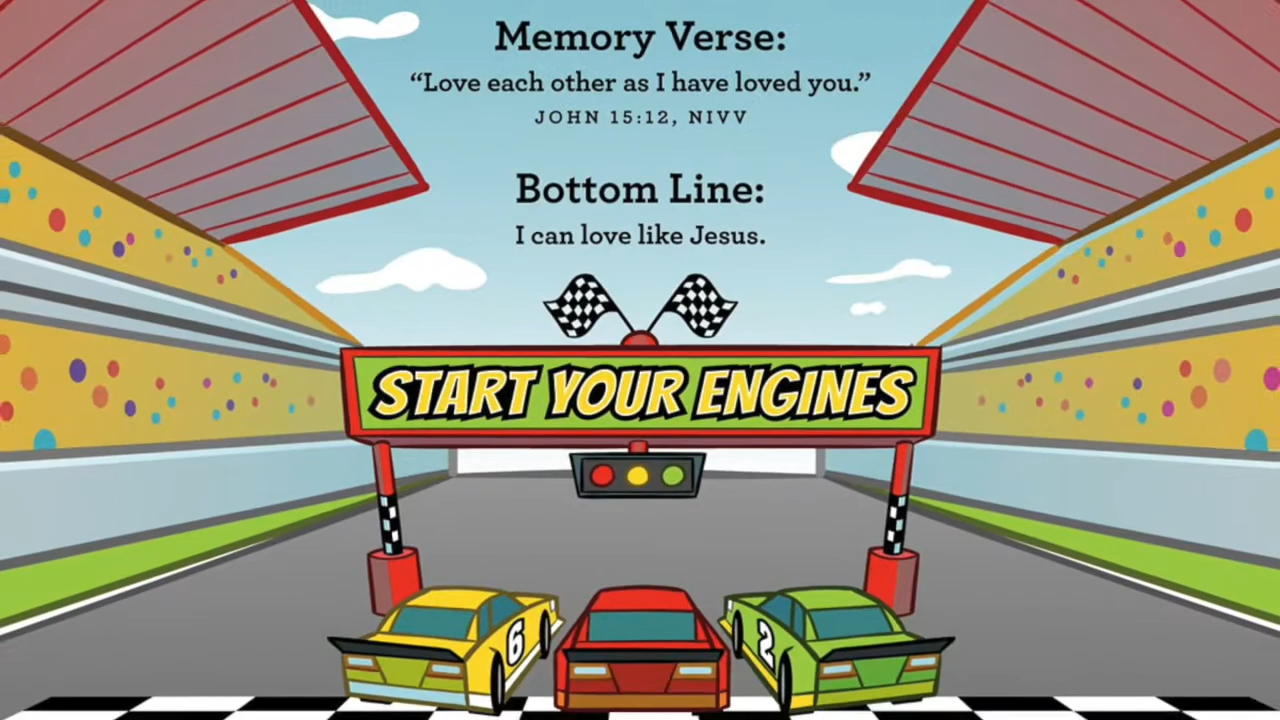 Memory Verse:
“Love each other as I have loved you.”
JOHN 15:12, NIVV
Bottom Line:
I can love like Jesus.
START YOUR ENGINES
6
2